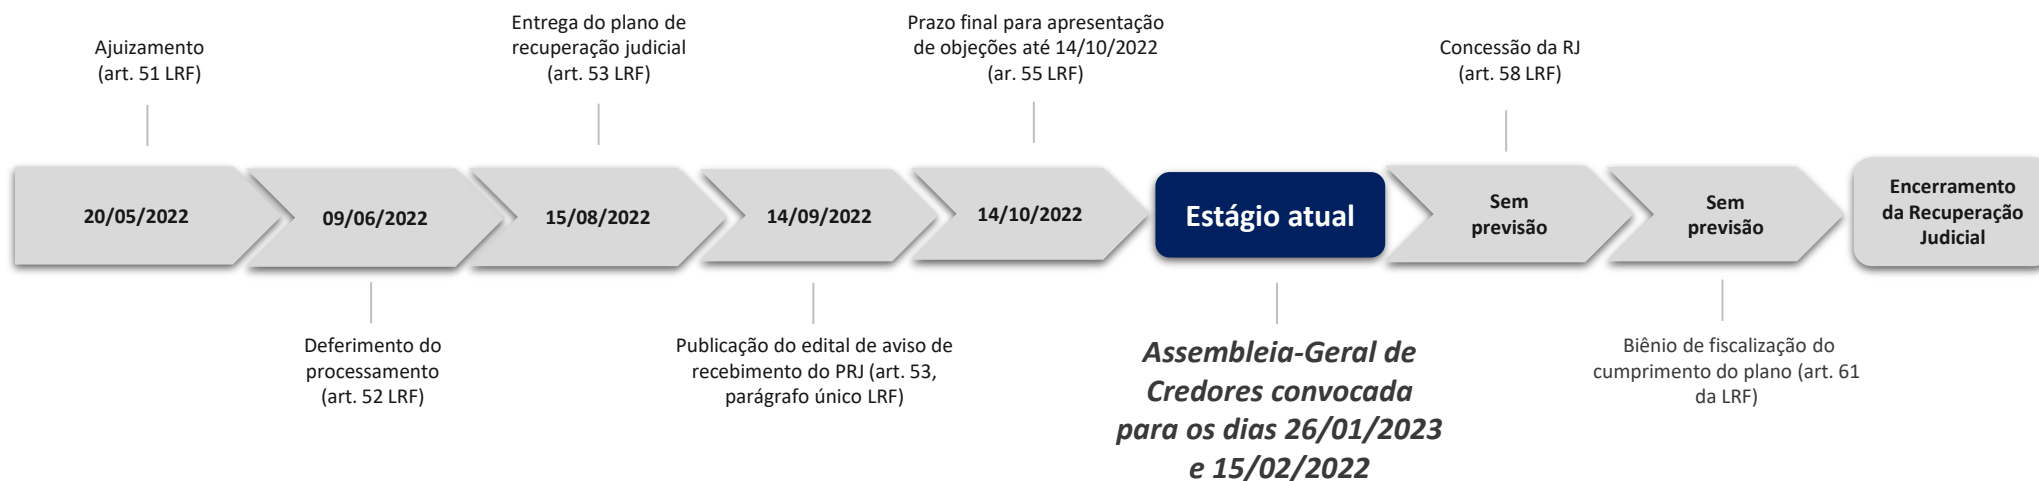 Ajuizamento
(art. 51 LRF)
Entrega do plano de
recuperação judicial
(art. 53 LRF)
Prazo final para apresentação
de objeções até 14/10/2022
(ar. 55 LRF)
Concessão da RJ
(art. 58 LRF)
20/05/2022
09/06/2022
15/08/2022
14/09/2022
14/10/2022
Estágio atual
Sem
previsão
Sem
previsão
Encerramento
da Recuperação
Judicial
Deferimento do
processamento
(art. 52 LRF)
Publicação do edital de aviso de
recebimento do PRJ (art. 53,
parágrafo único LRF)
Assembleia-Geral de
Credores convocada
para os dias 26/01/2023
e 15/02/2022
Biênio de fiscalização do
cumprimento do plano (art. 61
da LRF)